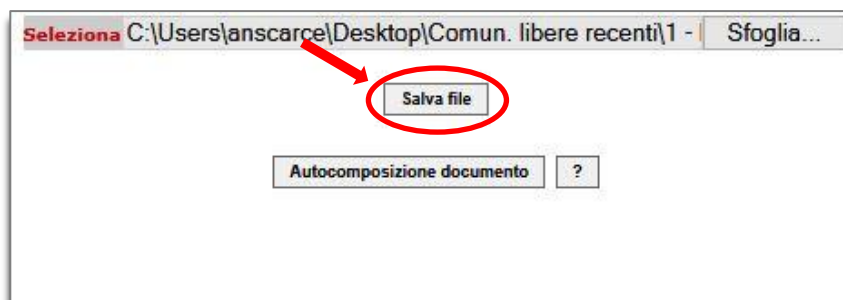 Seleziona C:\Users\anscarce\Desktop\Comun. libere recenti\1 - Sfoglia...
Salva file
Autocomposizione documento ?